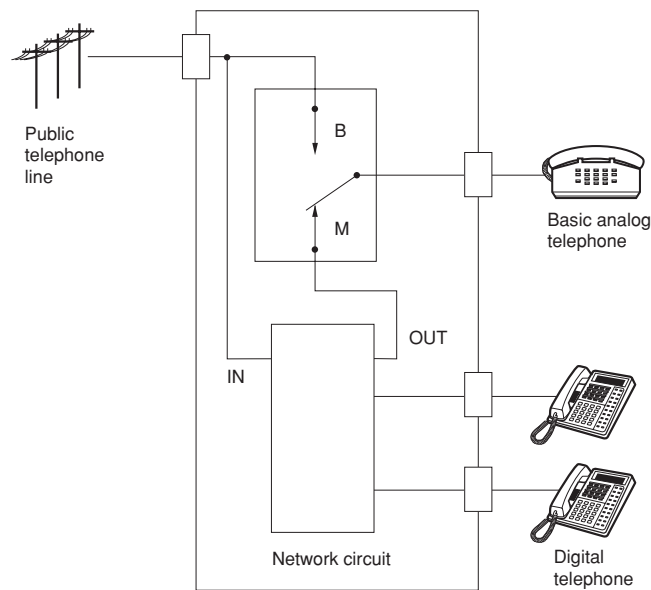 Public
telephone
line
B
M
Basic analog
telephone
OUT
IN
Network circuit
Digital
telephone